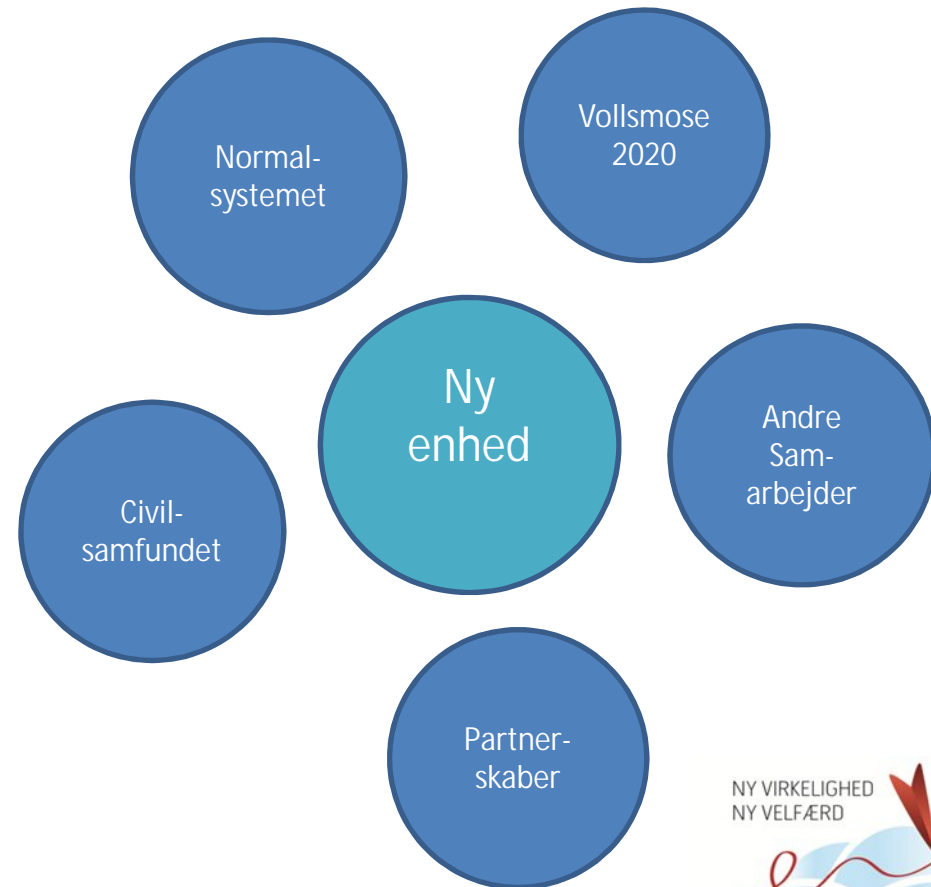 Normal-
systemet
Vollsmose
2020
Ny
enhed
Andre
Sam-
arbejder
Civil-
samfundet
Partner-
skaber
NY VIRKELIGHED
NY VELFÆRD